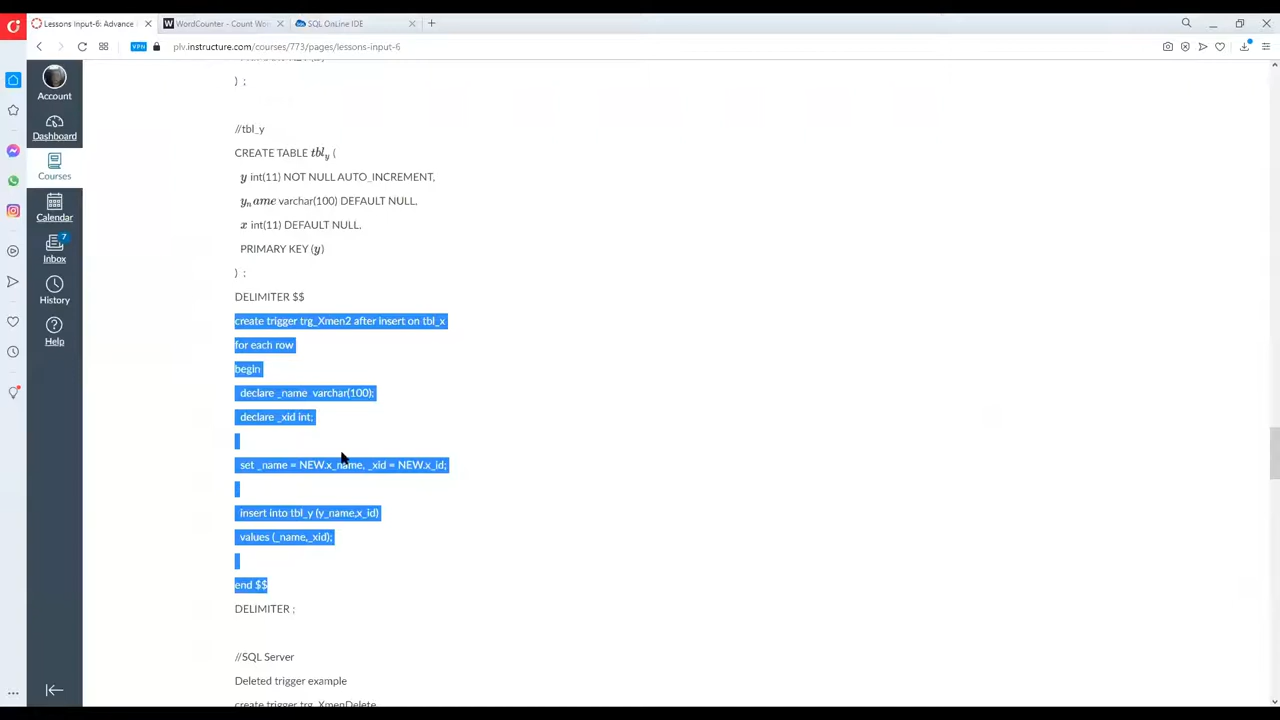 Lessons Input-6: Advance
WordCounter - Count Wo
SQL OnLine IDE
VPN
plv.instructure.com/courses/773/pages/lessons-input-6
Account
Dashboard
Courses
Calendar
7
Inbox
History
Help
) ;
//tbl_y
CREATE TABLE tbl_y (
y int(11) NOT NULL AUTO_INCREMENT,
y_name varchar(100) DEFAULT NULL,
x int(11) DEFAULT NULL,
PRIMARY KEY (y)
) ;
DELIMITER $$
create trigger trg_Xmen2 after insert on tbl_x
for each row
begin
declare _name varchar(100);
declare _xid int;
set _name = NEW.x_name, _xid = NEW.x_id;
insert into tbl_y (y_name,x_id)
values (_name,_xid);
end $$
DELIMITER ;
//SQL Server
Deleted trigger example
create trigger trg_XmenDelete